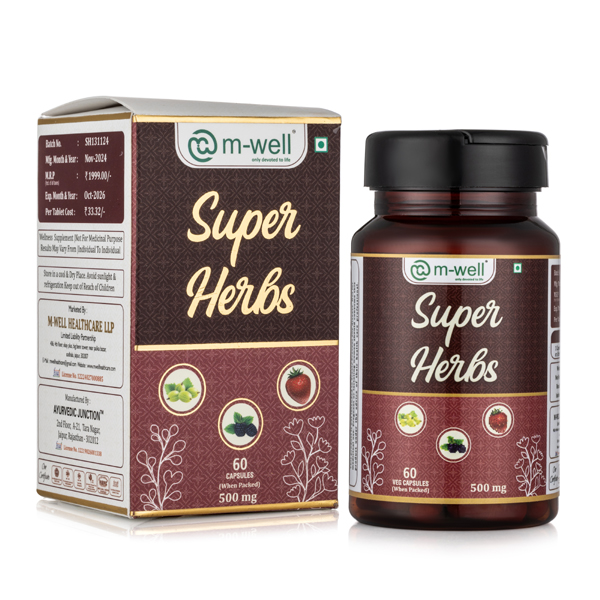 m-well®
only devoted to life
Super
Herbs
60
CAPSULES
(When Packed)
500 mg
Batch No. : SH131124
Mfg. Month & Year: Nov-2024
M.R.P : ₹1999.00/-
Exp. Month & Year: Oct-2026
Per Tablet Cost: ₹33.32/-
Wellness Supplement |Not For Medicinal Purpose
Results May Vary From |Individual To Individual
Store in a cool & Dry Place. Avoid sunlight &
refrigeration Keep out of Reach of Children
Marketed By:
M-WELL HEALTHCARE LLP
Limited Liability Partnership
Manufactured By:
AYURVEDIC JUNCTION™
2nd Floor, A-21, Tara Nagar,
Jaipur, Rajasthan - 302012
m-well®
only devoted to life
Super
Herbs
60
VEG CAPSULES
(When Packed)
500 mg